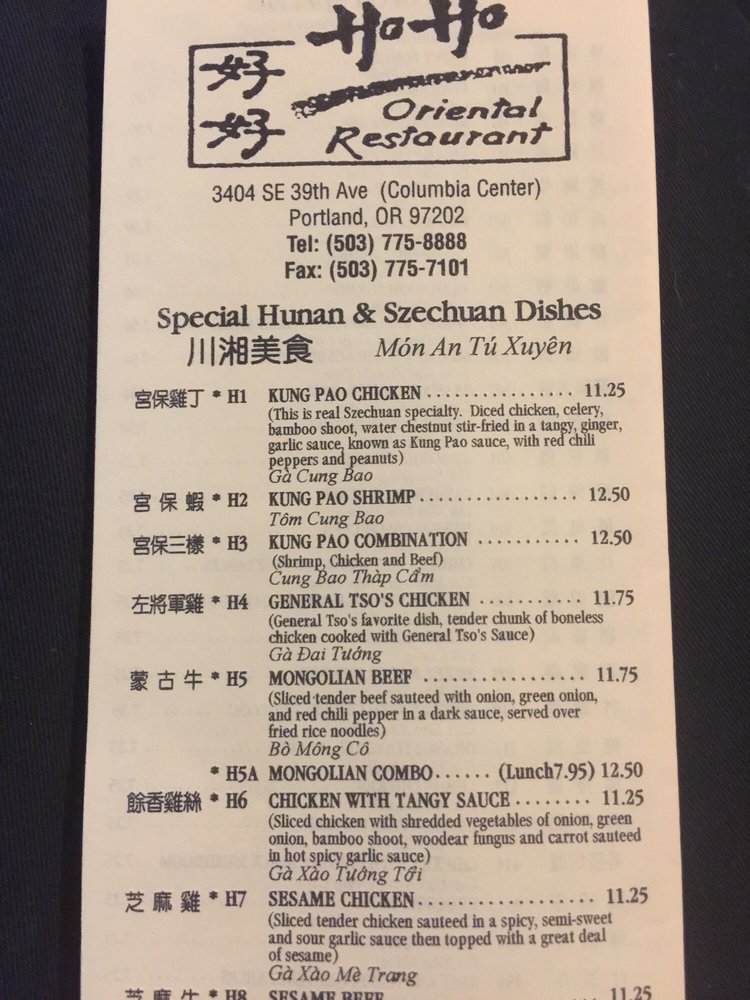 Ho Ho
好好
Oriental
Restaurant
3404 SE 39th Ave (Columbia Center)
Portland, OR 97202
Tel: (503) 775-8888
Fax: (503) 775-7101
Special Hunan & Szechuan Dishes
川湘美食 Món An Tú Xuyên
宮保雞丁 * H1 KUNG PAO CHICKEN ................ 11.25
(This is real Szechuan specialty. Diced chicken, celery,
bamboo shoot, water chestnut stir-fried in a tangy, ginger,
garlic sauce, known as Kung Pao sauce, with red chili
peppers and peanuts)
Gà Cung Bao
宮保蝦 * H2 KUNG PAO SHRIMP ................. 12.50
Tôm Cung Bao
宮保三樣 * H3 KUNG PAO COMBINATION ........... 12.50
(Shrimp, Chicken and Beef)
Cung Bao Thàp Cẩm
左將軍雞 * H4 GENERAL TSO'S CHICKEN ........... 11.75
(General Tso's favorite dish, tender chunk of boneless
chicken cooked with General Tso's Sauce)
Gà Đai Tướng
蒙古牛 * H5 MONGOLIAN BEEF ................. 11.75
(Sliced tender beef sauteed with onion, green onion,
and red chili pepper in a dark sauce, served over
fried rice noodles)
Bò Mông Cô
* H5A MONGOLIAN COMBO...... (Lunch7.95) 12.50
餘香雞絲 * H6 CHICKEN WITH TANGY SAUCE ........ 11.25
(Sliced chicken with shredded vegetables of onion, green
onion, bamboo shoot, woodear fungus and carrot sauteed
in hot spicy garlic sauce)
Gà Xào Tướng Tỡi
芝麻雞 * H7 SESAME CHICKEN .................. 11.25
(Sliced tender chicken sauteed in a spicy, semi-sweet
and sour garlic sauce then topped with a great deal
of sesame)
Gà Xào Mè Trang
芝麻牛 * H8 SESAME BEEF ..................... 11.25